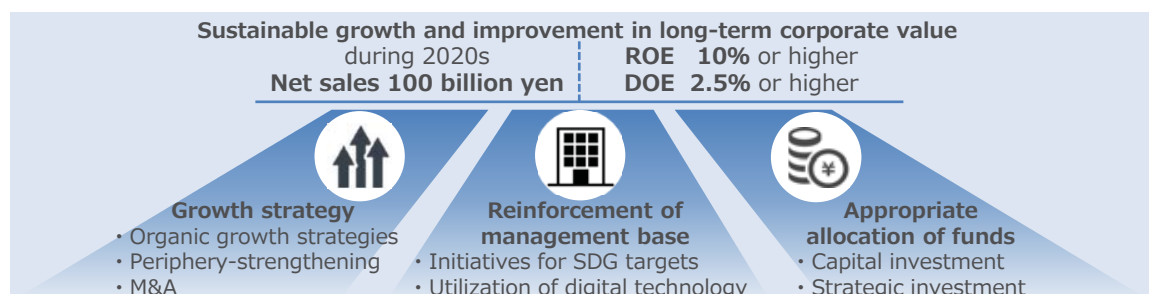 Sustainable growth and improvement in long-term corporate value
during 2020s
Net sales 100 billion yen
ROE 10% or higher
DOE 2.5% or higher
¥
Growth strategy
・Organic growth strategies
・Periphery-strengthening
・M&A
Reinforcement of
management base
・Initiatives for SDG targets
・Utilization of digital technology
Appropriate
allocation of funds
・Capital investment
・Strategic investment